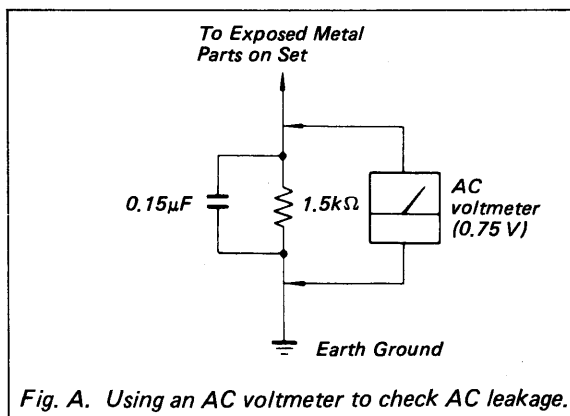 To Exposed Metal
Parts on Set
0.15μF
1.5kΩ
AC
voltmeter
(0.75 V)
Earth Ground
Fig. A. Using an AC voltmeter to check AC leakage.